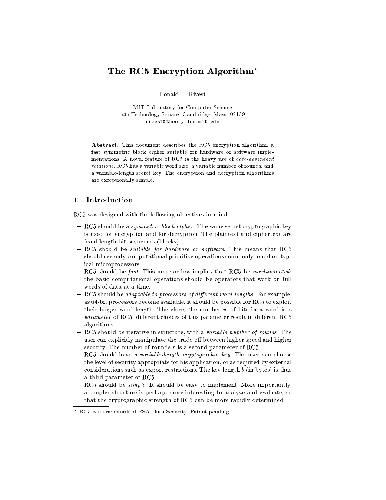 The RC5 Encryption Algorithm*
Ronald L. Rivest
MIT Laboratory for Computer Science
545 Technology Square, Cambridge, Mass. 02139
Abstract. This document describes the RC5 encryption algorithm, a
fast symmetric block cipher suitable for hardware or software imple-
mentations. A novel feature of RC5 is the heavy use of data-dependent
rotations. RC5 has a variable word size, a variable number of rounds, and
a variable-length secret key. The encryption and decryption algorithms
are exceptionally simple.
1 Introduction
RC5 was designed with the following objectives in mind.
– RC5 should be a symmetric block cipher. The same secret cryptographic key
is used for encryption and for decryption. The plaintext and ciphertext are
fixed-length bit sequences (blocks).
– RC5 should be suitable for hardware or software. This means that RC5
should use only computational primitive operations commonly found on typ-
ical microprocessors.
– RC5 should be fast. This more-or-less implies that RC5 be word-oriented:
the basic computational operations should be operators that work on full
words of data at a time.
– RC5 should be adaptable to processors of different word-lengths. For example,
as 64-bit processors become available, it should be possible for RC5 to exploit
their longer word length. Therefore, the number w of bits in a word is a
parameter of RC5; different choices of this parameter result in different RC5
algorithms.
– RC5 should be iterative in structure, with a variable number of rounds. The
user can explicitly manipulate the trade-off between higher speed and higher
security. The number of rounds r is a second parameter of RC5.
– RC5 should have a variable-length cryptographic key. The user can choose
the level of security appropriate for his application, or as required by external
considerations such as export restrictions. The key length b (in bytes) is thus
a third parameter of RC5.
– RC5 should be simple. It should be easy to implement. More importantly,
a simpler structure is perhaps more interesting to analyze and evaluate, so
that the cryptographic strength of RC5 can be more rapidly determined.
* RC5 is a trademark of RSA Data Security. Patent pending.